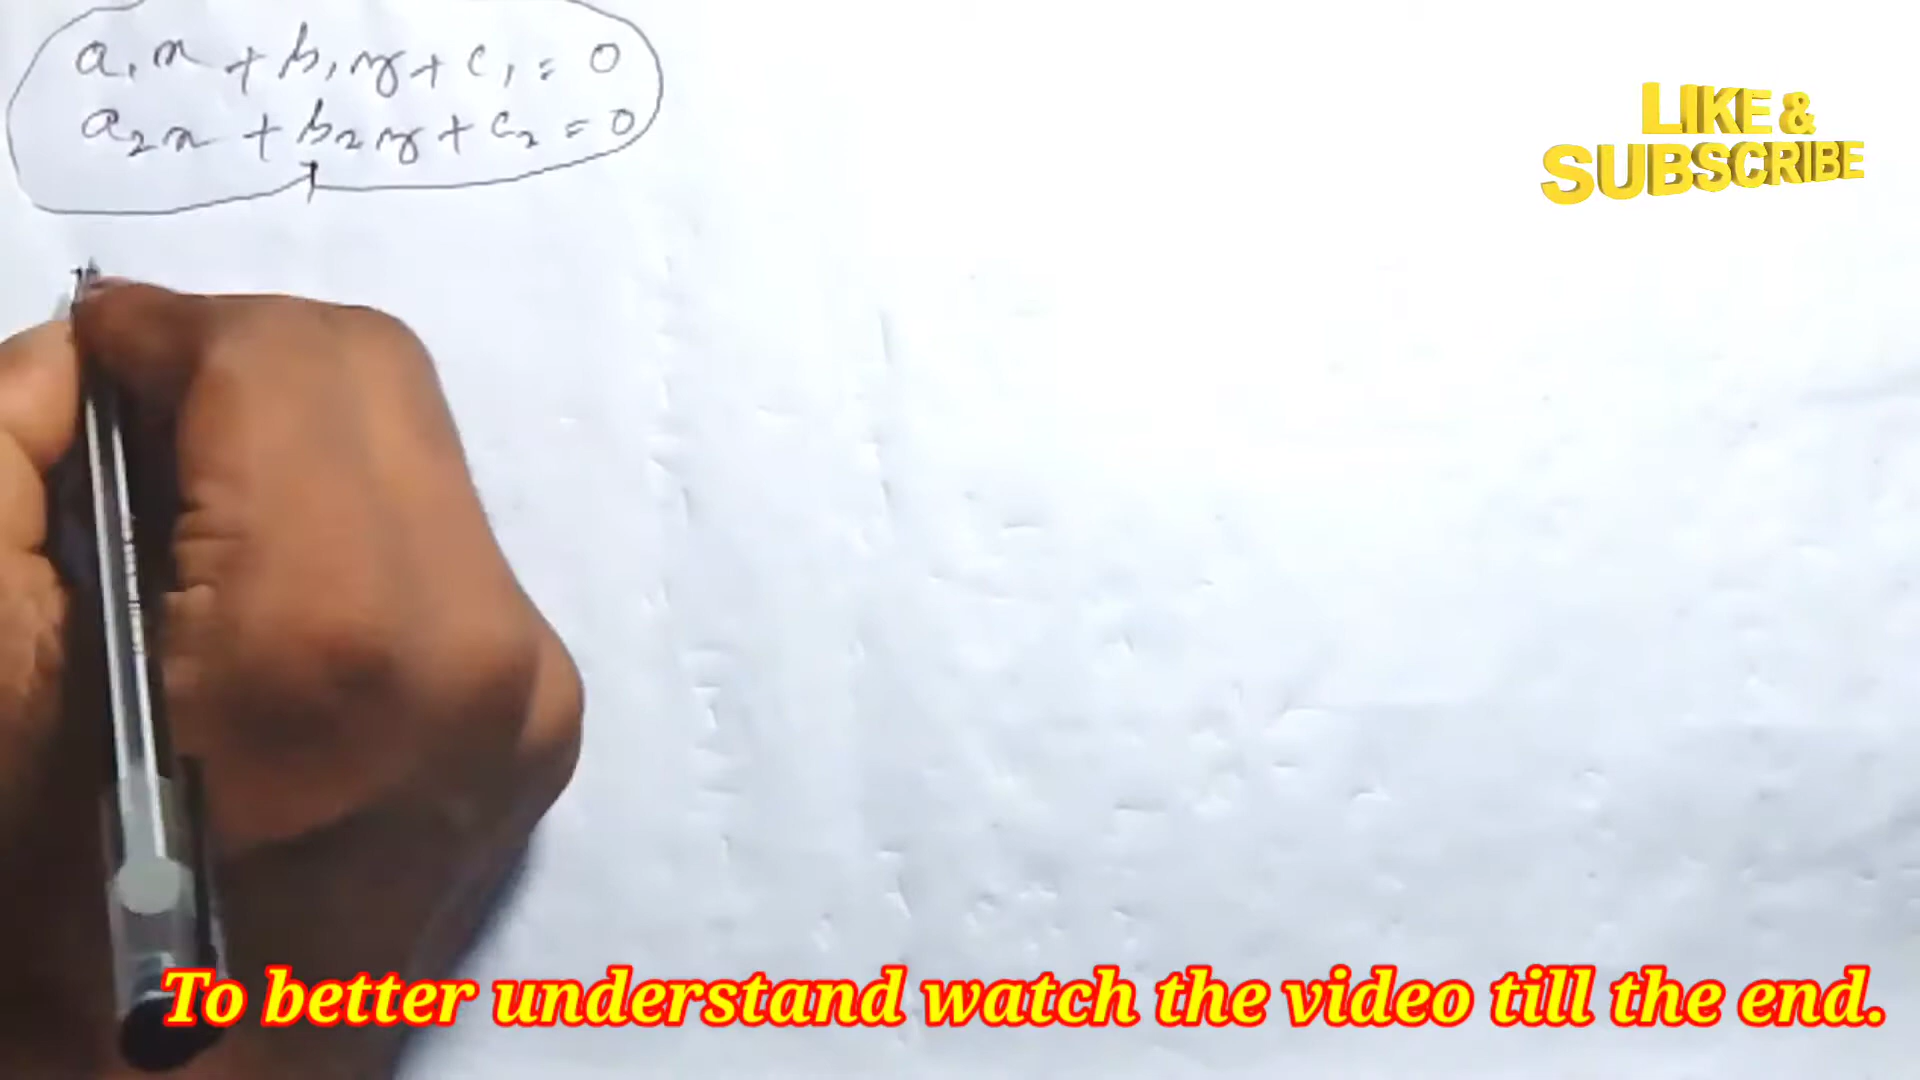 a₁x + b₁y + c₁ = 0
a₂x + b₂y + c₂ = 0
LIKE &
SUBSCRIBE
To better understand watch the video till the end.